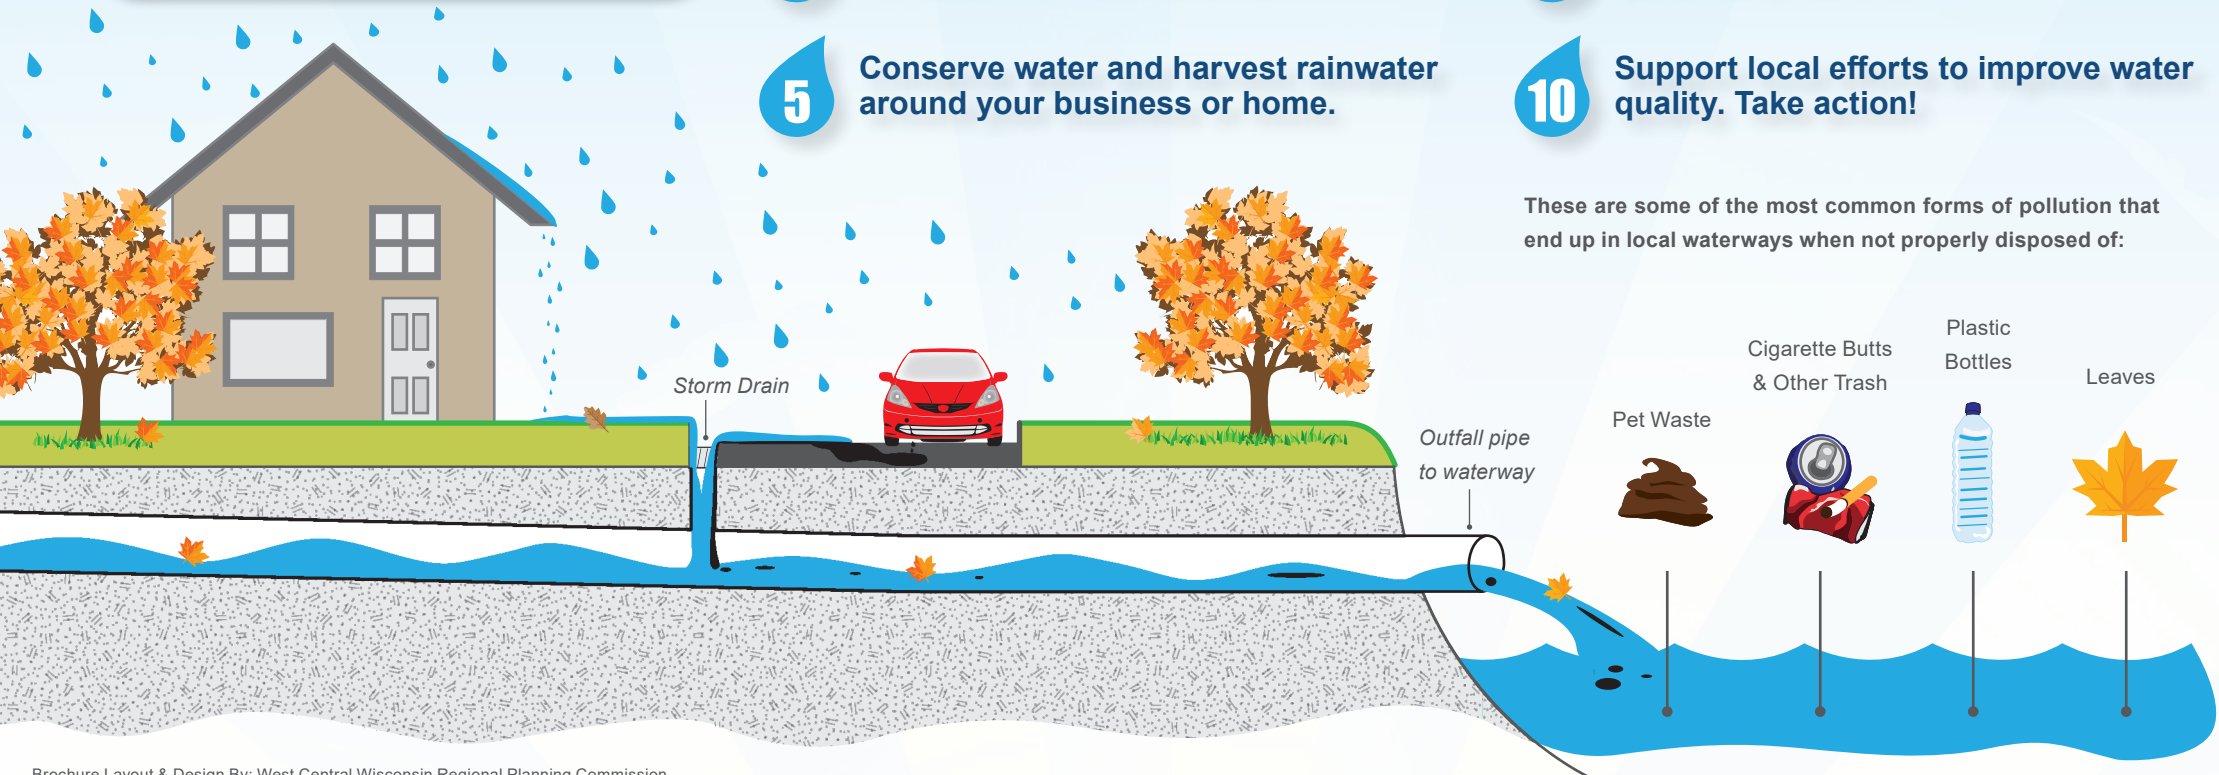 5
Conserve water and harvest rainwater
around your business or home.
10
Support local efforts to improve water
quality. Take action!
These are some of the most common forms of pollution that
end up in local waterways when not properly disposed of:
Storm Drain
Outfall pipe
to waterway
Pet Waste
Cigarette Butts
& Other Trash
Plastic
Bottles
Leaves
Brochure Layout & Design By: West Central Wisconsin Regional Planning Commission